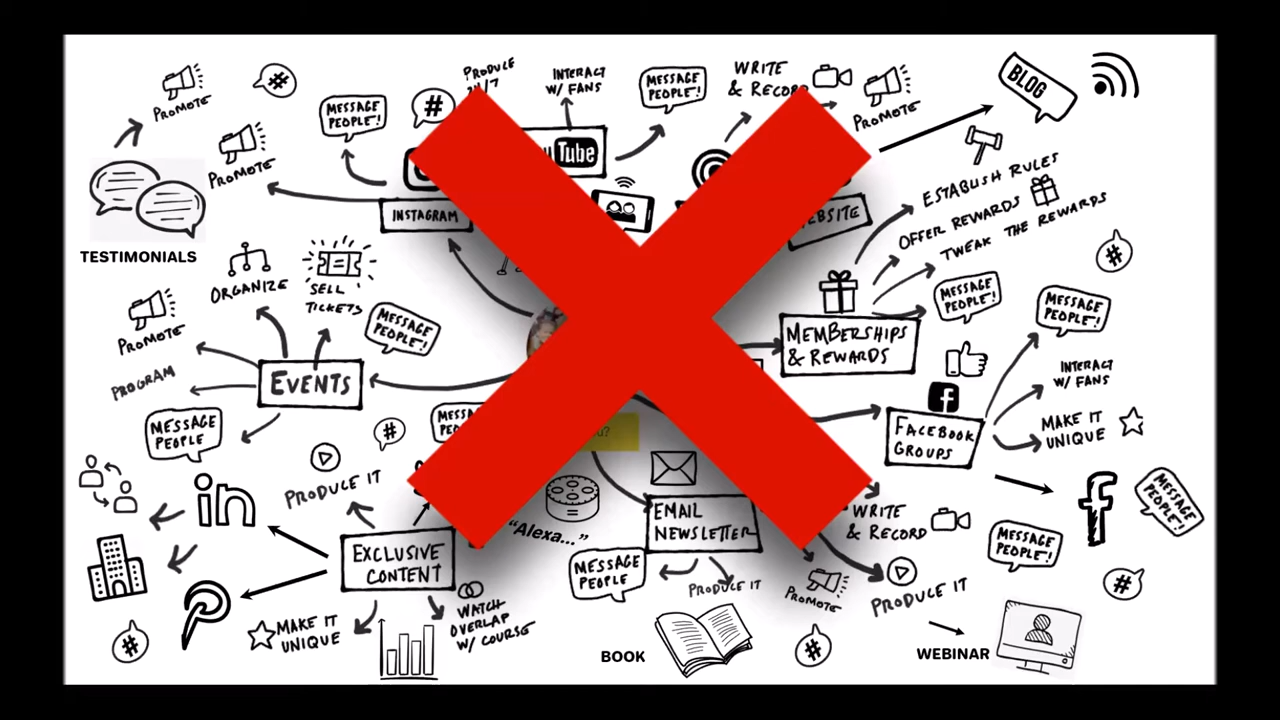 PROMOTE
#
MESSAGE
PEOPLE!
#
PRODUCE
INTERACT
W/ FANS
MESSAGE
PEOPLE!
WRITE
& RECORD
PROMOTE
BLOG
PROMOTE
Tube
INSTAGRAM
ESTABLISH RULES
OFFER REWARDS
TWEAK THE REWARDS
TESTIMONIALS
#
ORGANIZE
SELL
TICKETS
MESSAGE
PEOPLE!
PROMOTE
MESSAGE
PEOPLE!
MESSAGE
PEOPLE!
MEMBERSHIPS
& REWARDS
EVENTS
PROGRAM
INTERACT
W/ FANS
MESSAGE
PEOPLE
#
FACEBOOK
GROUPS
MAKE IT
UNIQUE
PRODUCE IT
in
f
MESSAGE
PEOPLE!
"Alexa..."
EMAIL
NEWSLETTER
WRITE
& RECORD
MESSAGE
PEOPLE!
EXCLUSIVE
CONTENT
MESSAGE
PEOPLE
PRODUCE IT
PROMOTE
PRODUCE IT
#
#
MAKE IT
UNIQUE
WATCH
OVERLAP
W/ COURSE
BOOK
#
WEBINAR